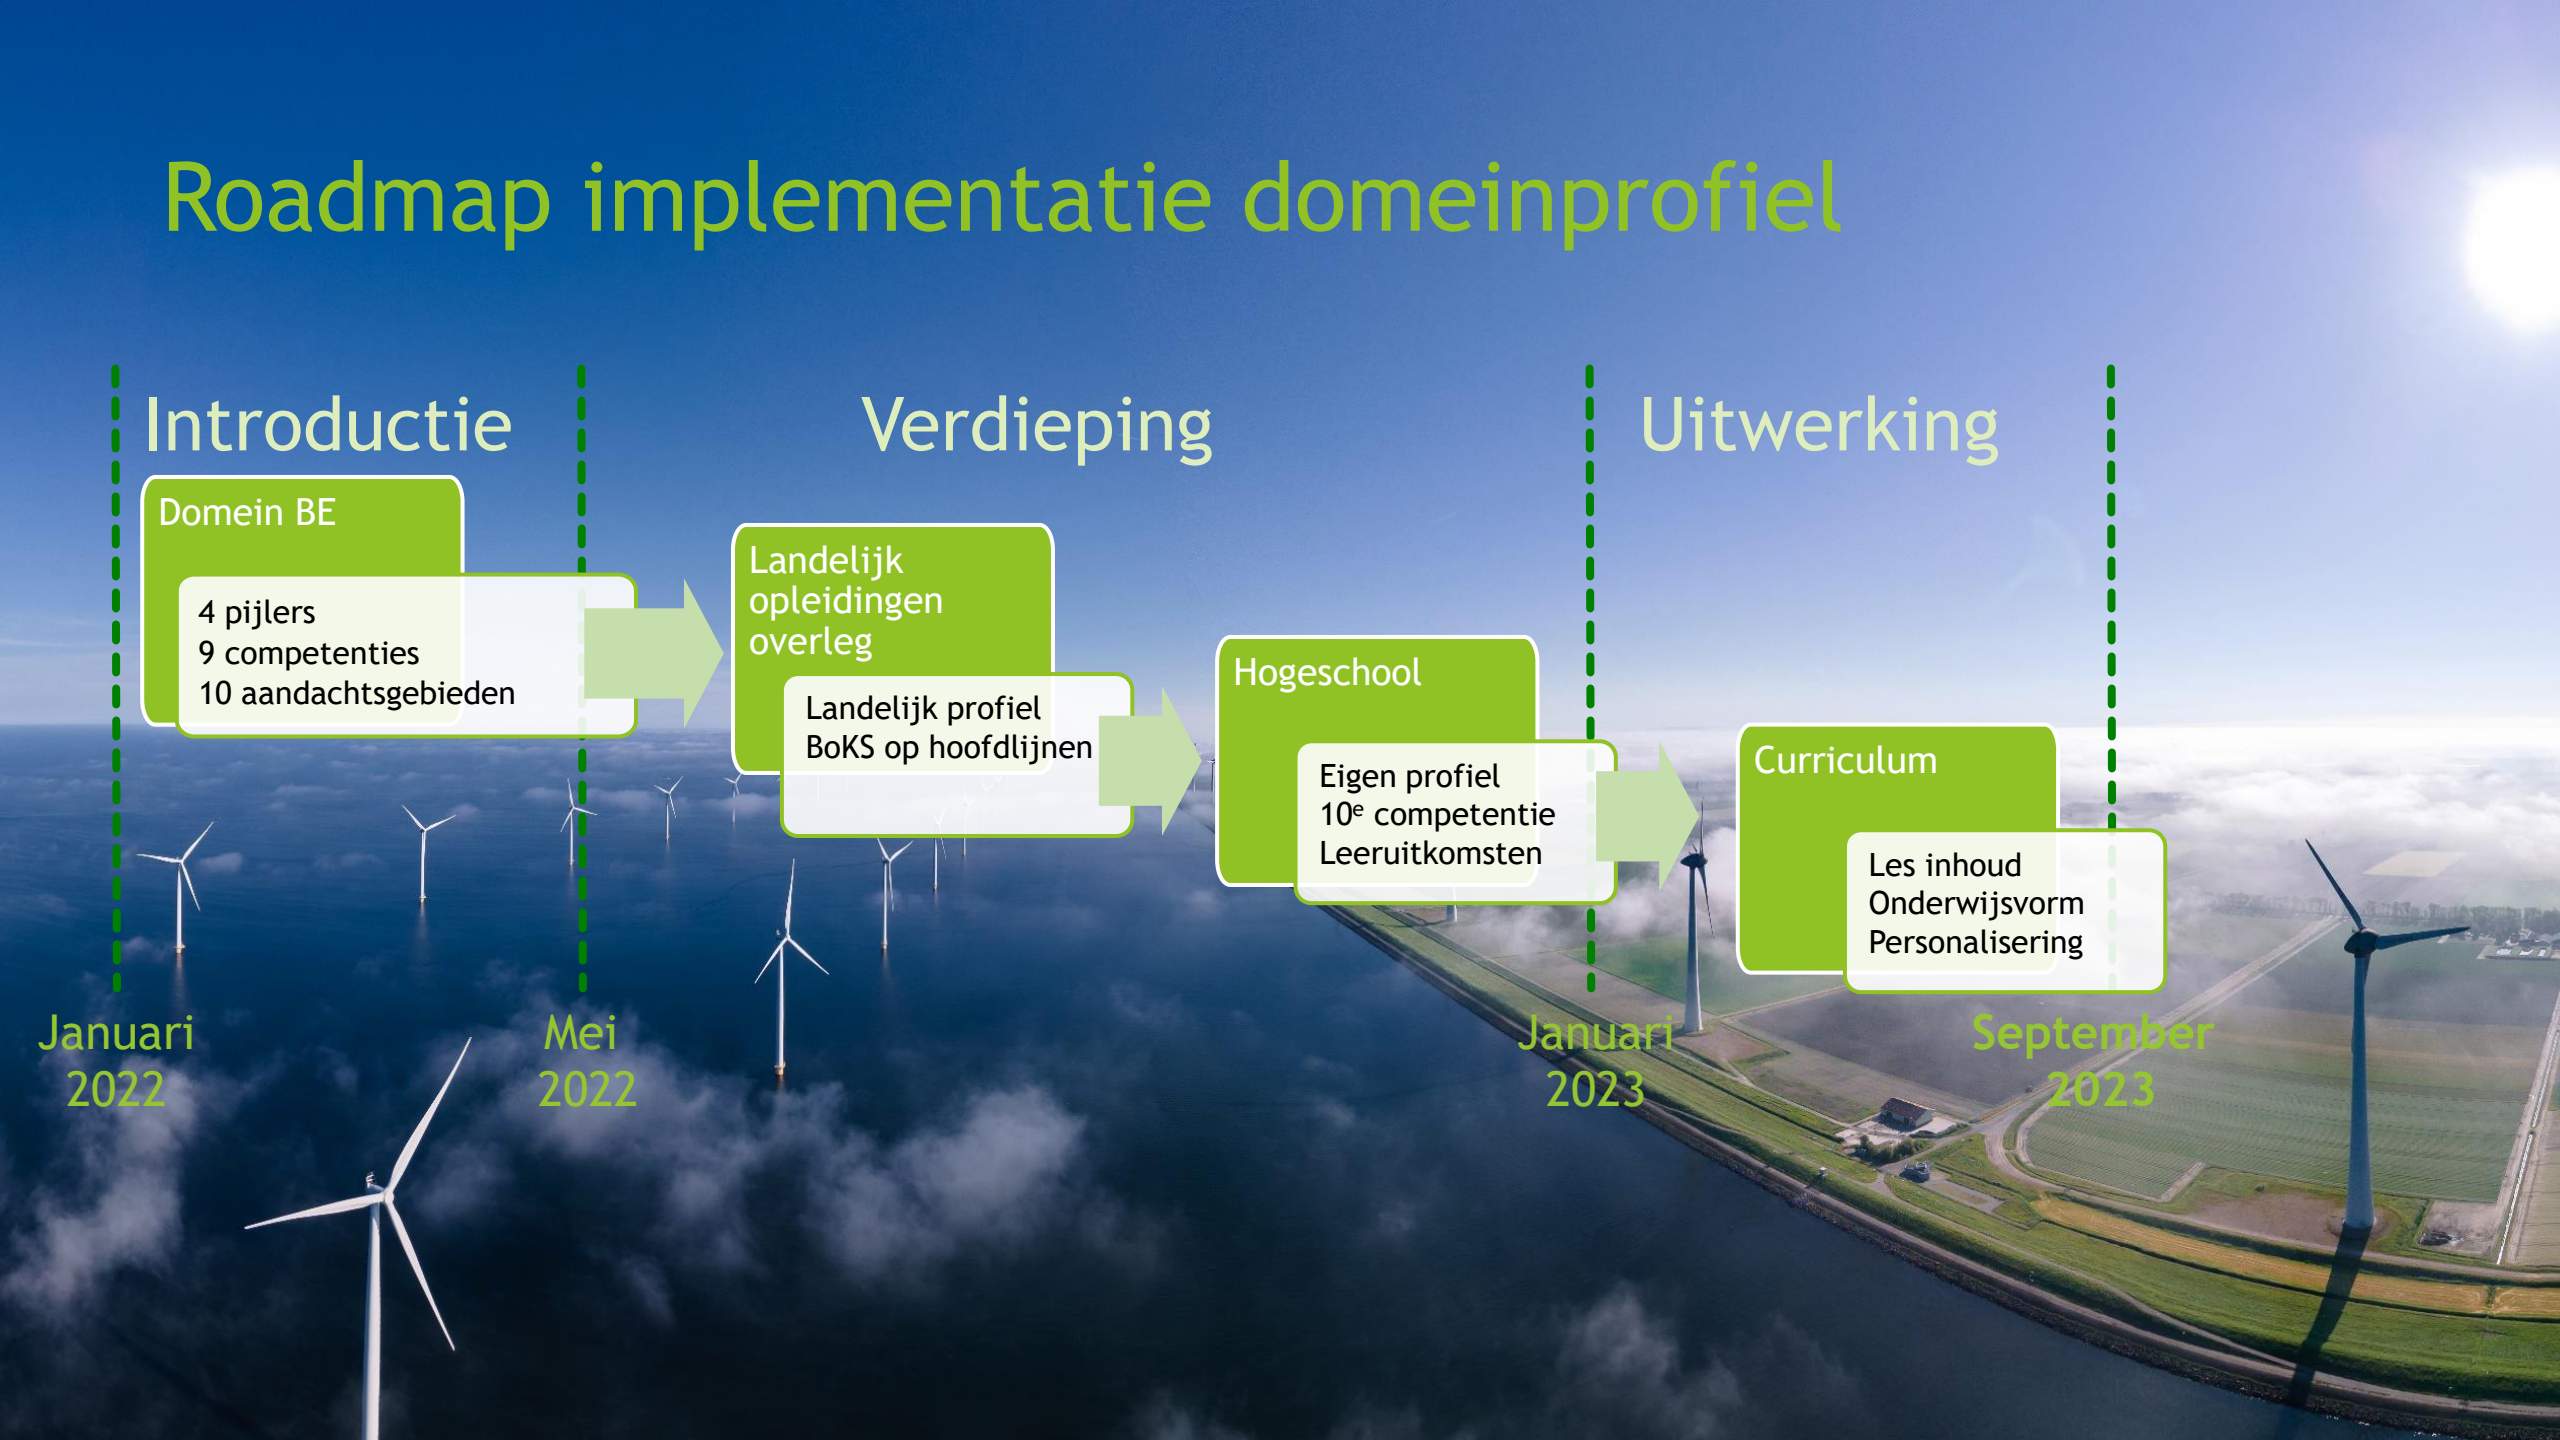 Roadmap implementatie domeinprofiel
Introductie
Verdieping
Uitwerking
Domein BE
4 pijlers
9 competenties
10 aandachtsgebieden
Landelijk
opleidingen
overleg
Landelijk profiel
BoKS op hoofdlijnen
Hogeschool
Eigen profiel
10e competentie
Leeruitkomsten
Curriculum
Les inhoud
Onderwijsvorm
Personalisering
Januari
2022
Mei
2022
Januari
2023
September
2023